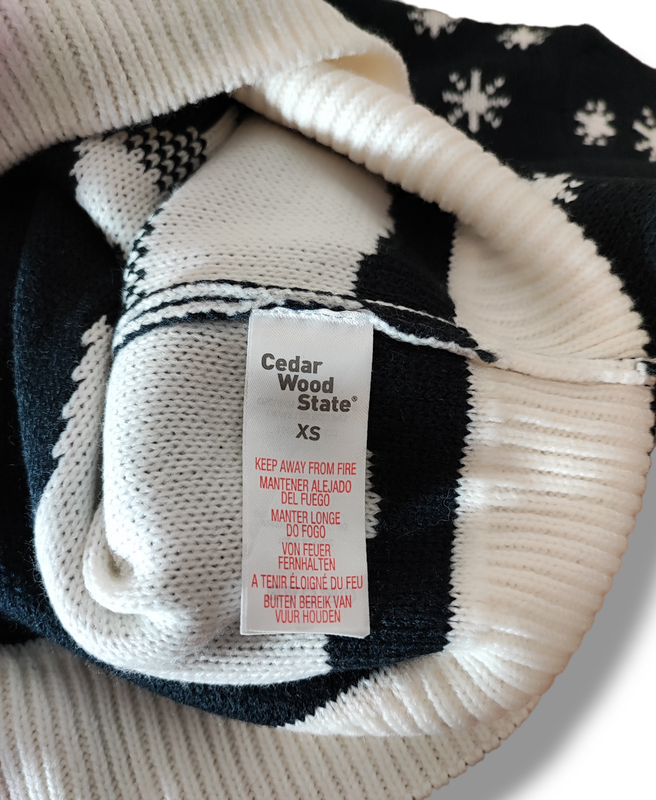 Cedar
Wood
State®
XS
KEEP AWAY FROM FIRE
MANTENER ALEJADO
DEL FUEGO
MANTER LONGE
DO FOGO
VON FEUER
FERNHALTEN
A TENIR ÉLOIGNÉ DU FEU
BUITEN BEREIK VAN
VUUR HOUDEN